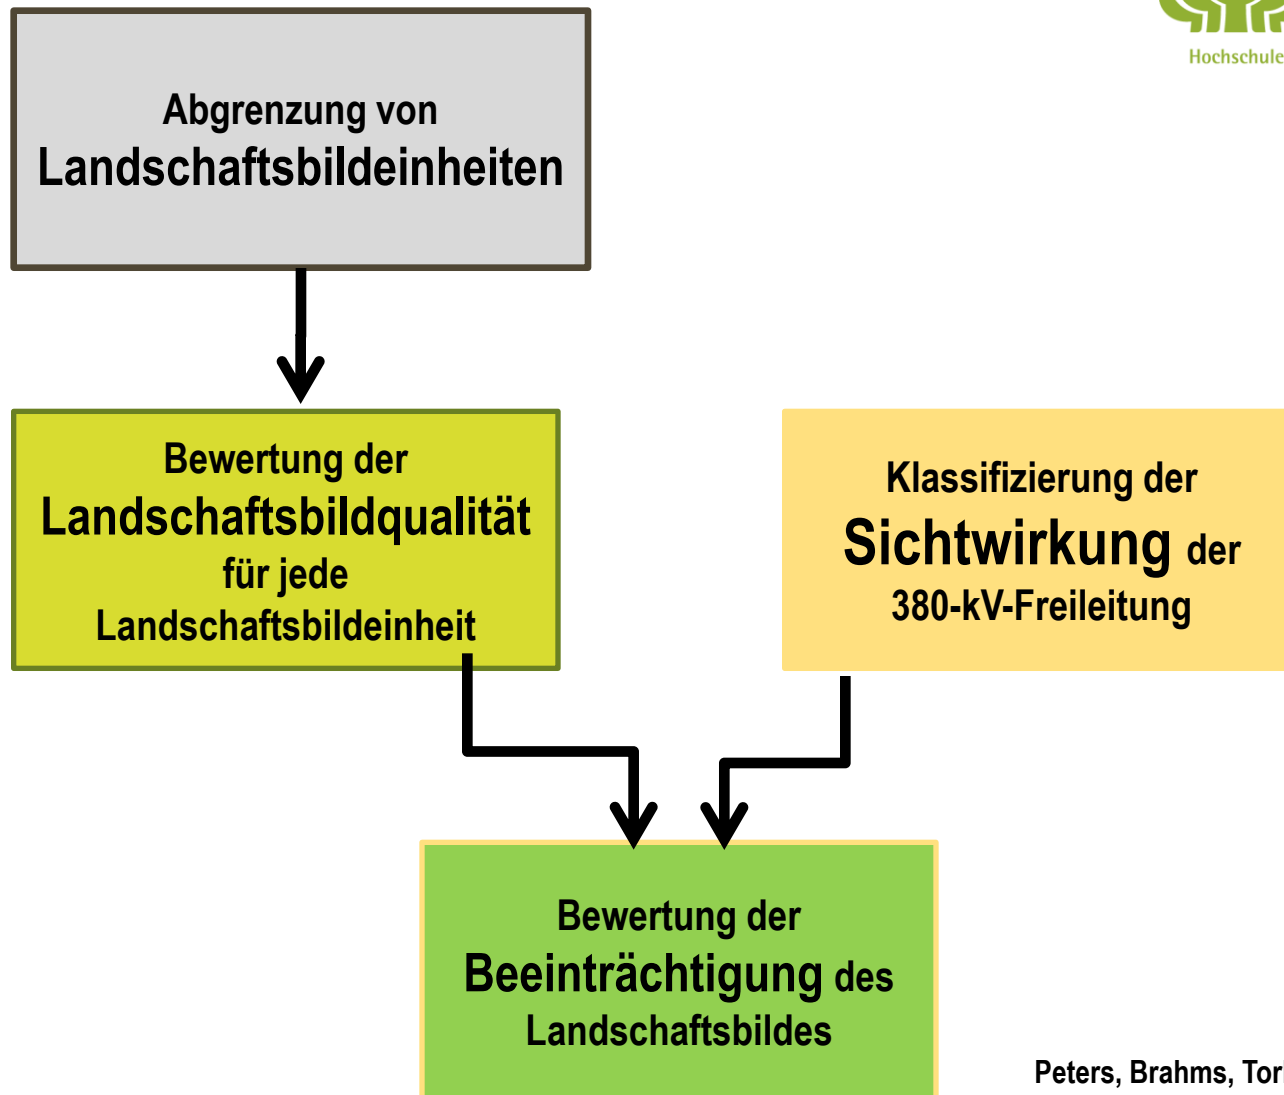 Hochschule
Abgrenzung von
Landschaftsbildeinheiten
Bewertung der
Landschaftsbildqualität
für jede
Landschaftsbildeinheit
Klassifizierung der
Sichtwirkung der
380-kV-Freileitung
Bewertung der
Beeinträchtigung des
Landschaftsbildes
Peters, Brahms,